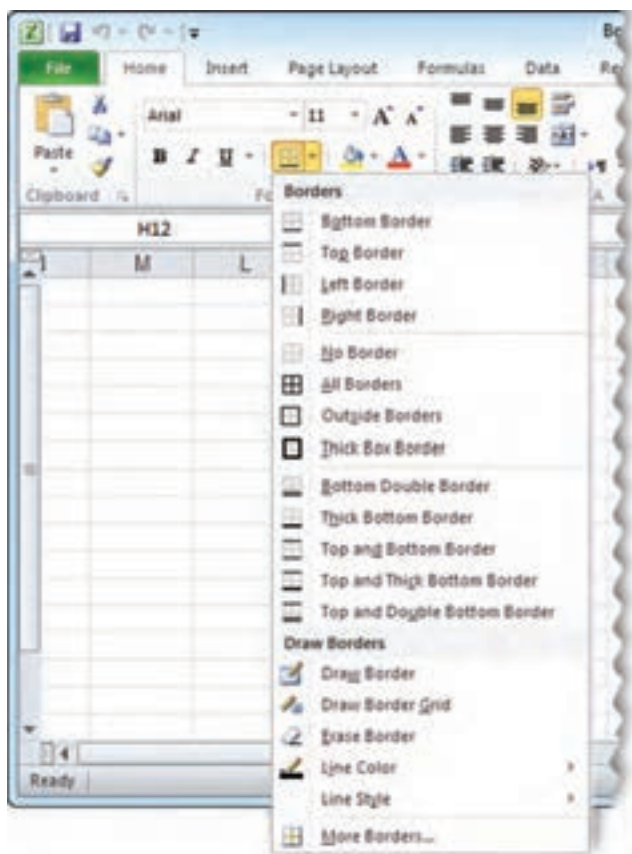 Bo
File Home Insert Page Layout Formulas Data Re
Arial 11 A A
Paste B I U A
Clipboard Fo A
H12
M L
Borders
Bottom Border
Top Border
Left Border
Right Border
No Border
All Borders
Outside Borders
Thick Box Border
Bottom Double Border
Thick Bottom Border
Top and Bottom Border
Top and Thick Bottom Border
Top and Double Bottom Border
Draw Borders
Draw Border
Draw Border Grid
Erase Border
Line Color
Line Style
More Borders...
Ready